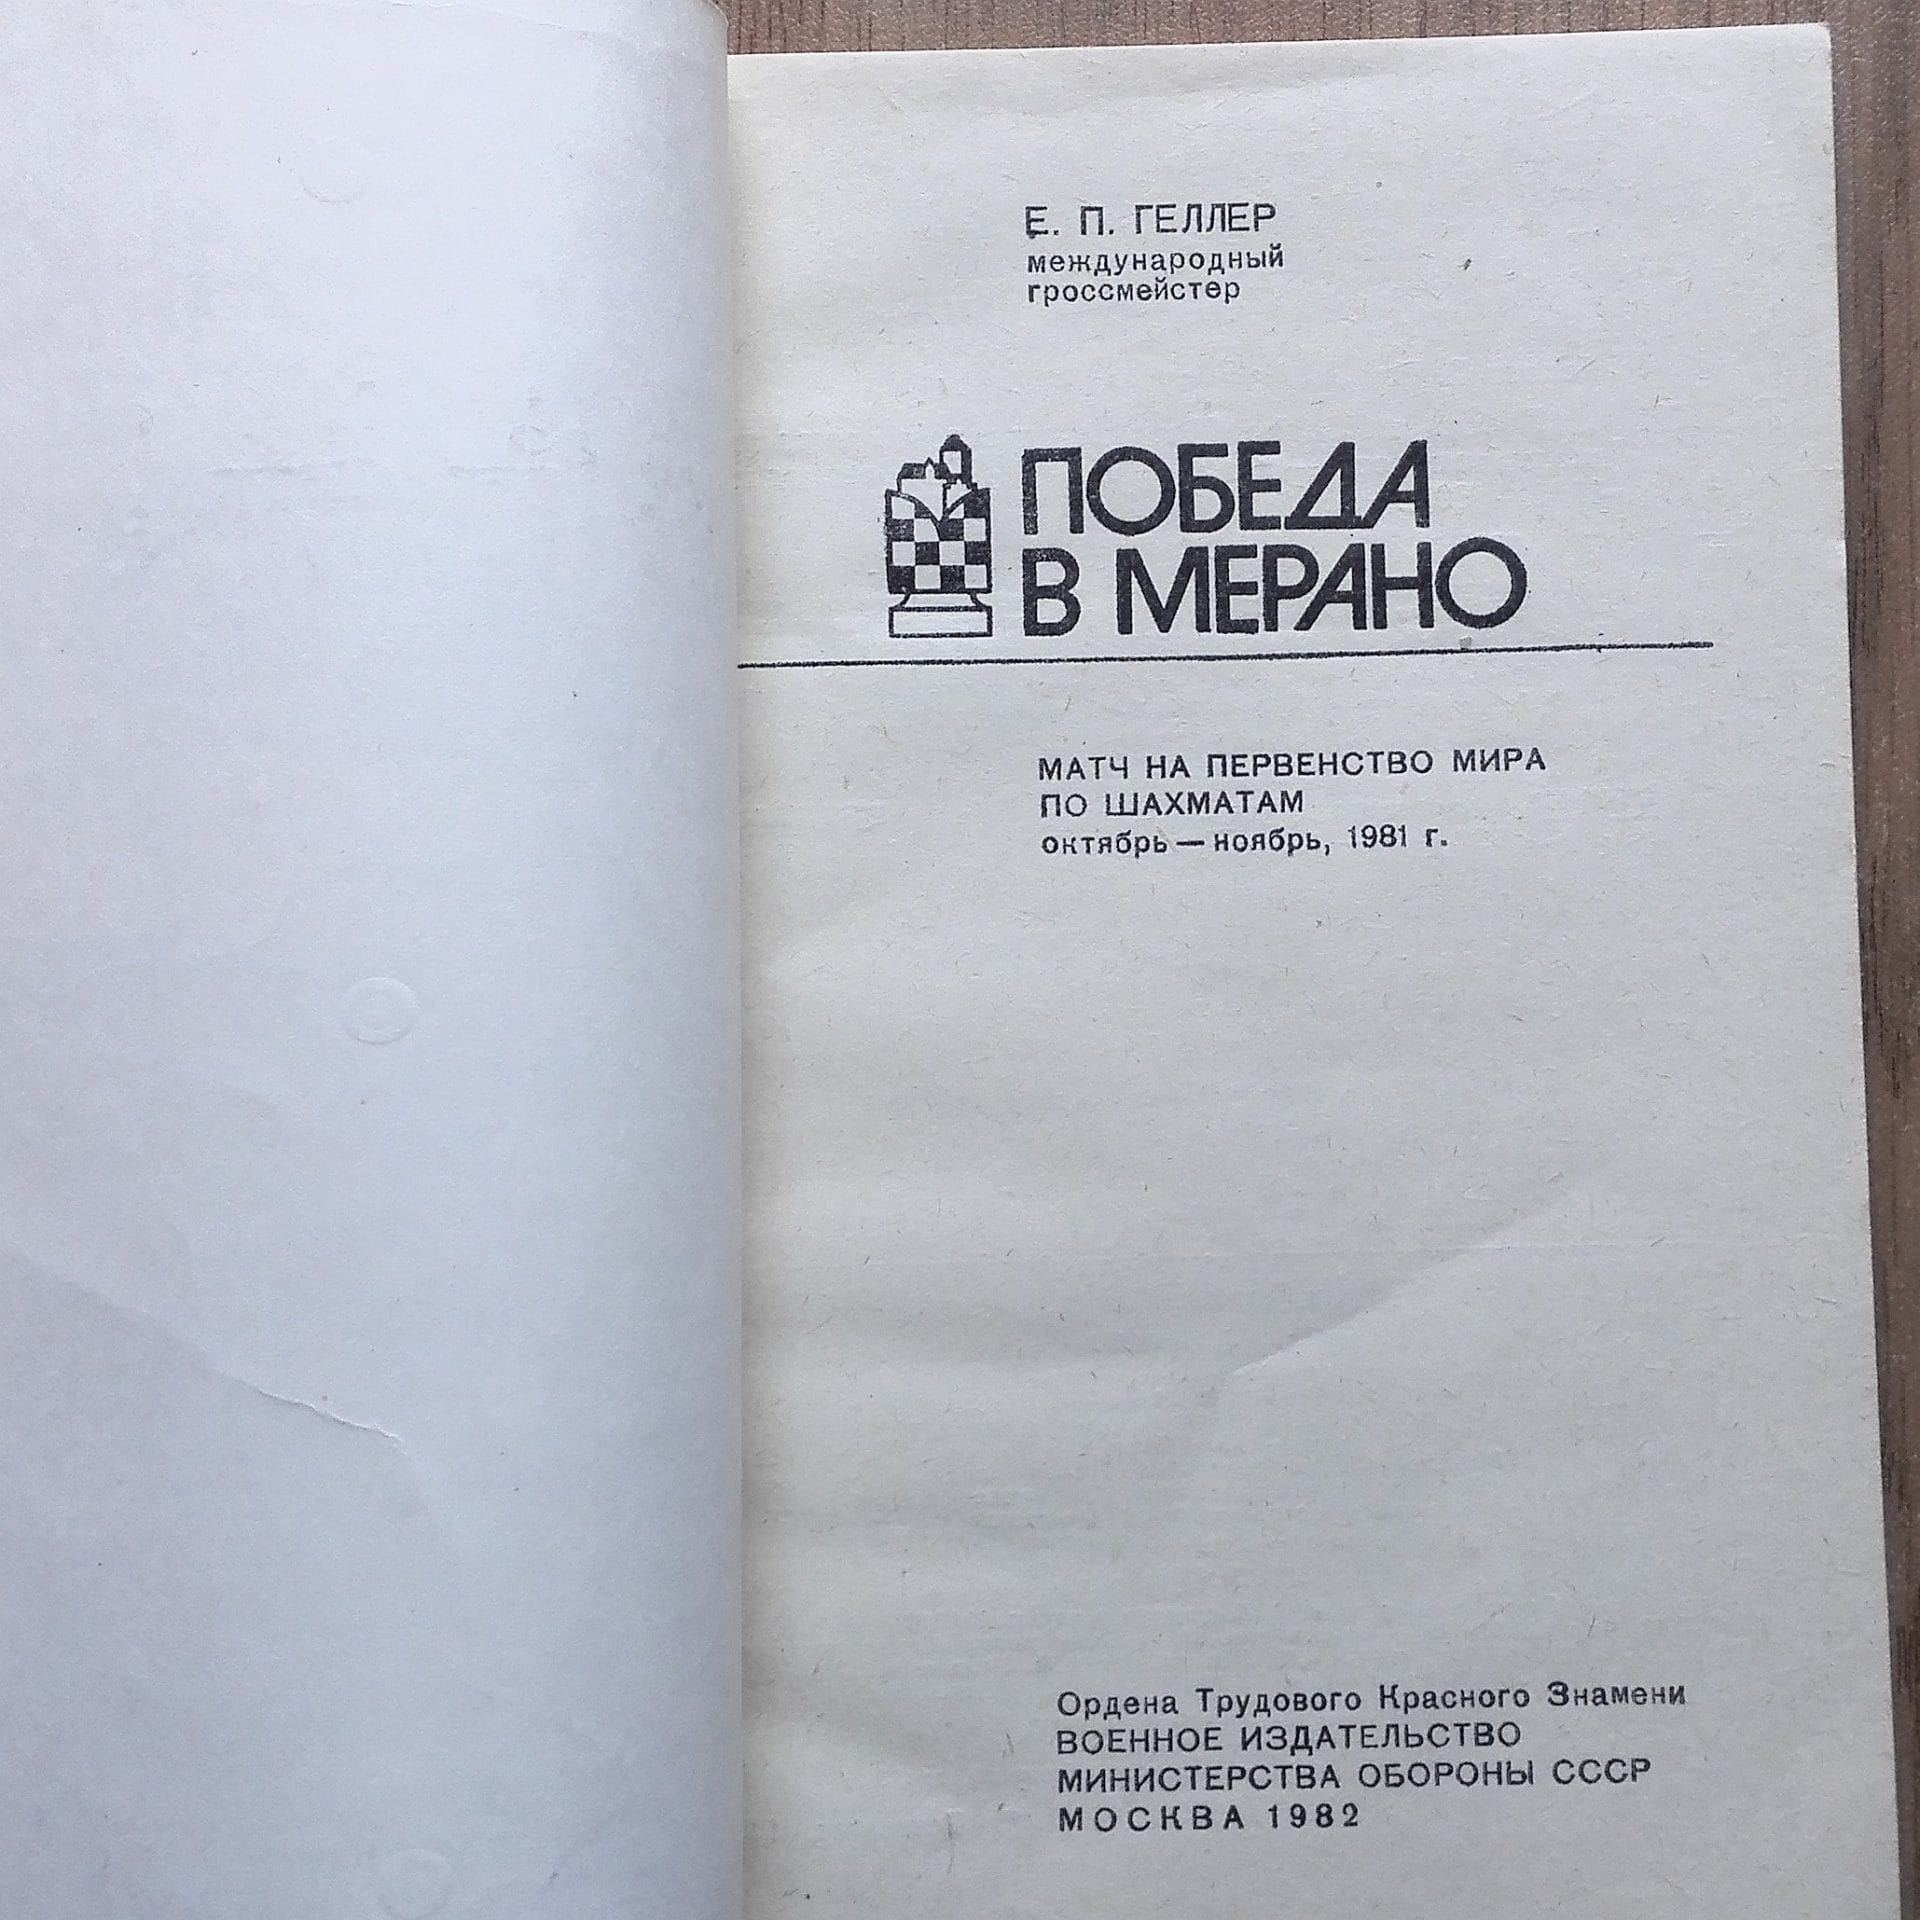 Е. П. ГЕЛЛЕР
международный
гроссмейстер
ПОБЕДА
В МЕРАНО
МАТЧ НА ПЕРВЕНСТВО МИРА
ПО ШАХМАТАМ
октябрь — ноябрь, 1981 г.
Ордена Трудового Красного Знамени
ВОЕННОЕ ИЗДАТЕЛЬСТВО
МИНИСТЕРСТВА ОБОРОНЫ СССР
МОСКВА 1982